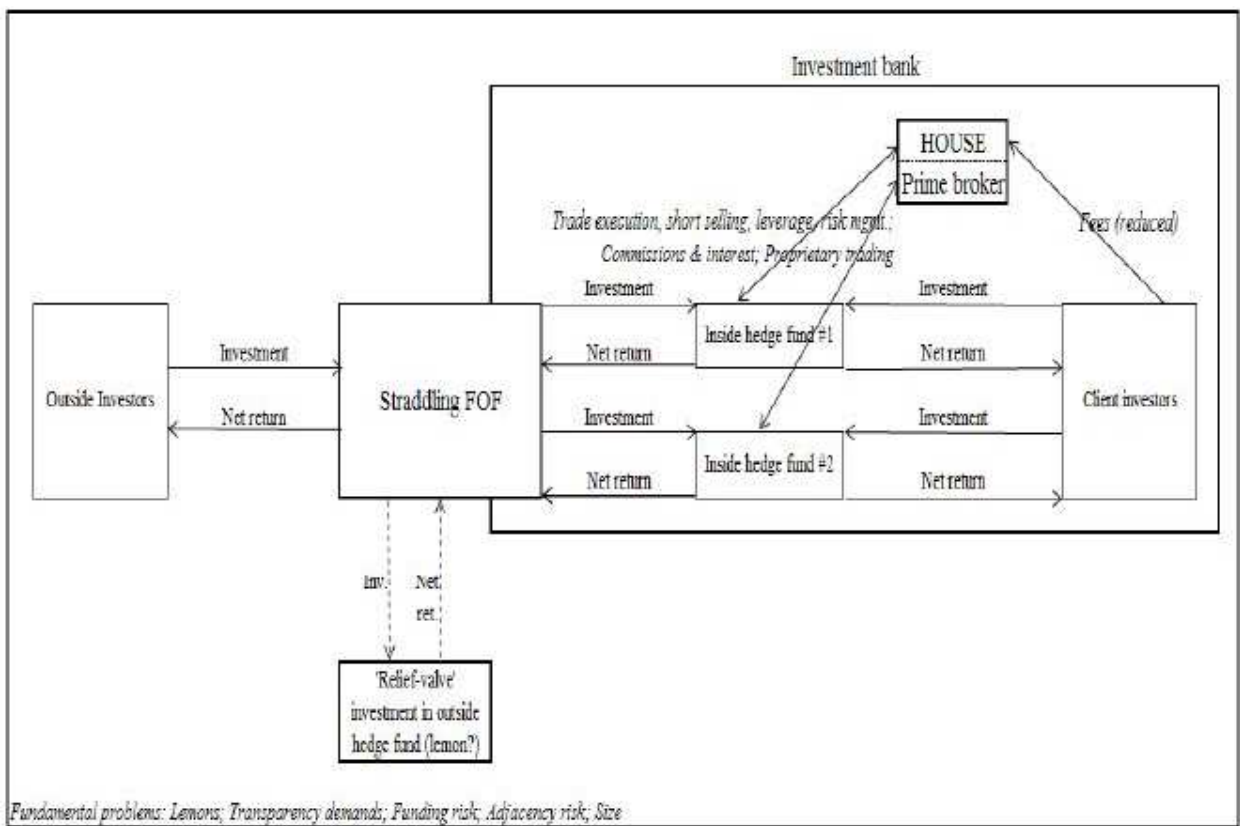 Investment bank
HOUSE
Prime broker
Trade execution, short selling, leverage, risk mgmt.;
Commissions & interest; Proprietary trading
Fees (reduced)
Investment
Investment
Inside hedge fund #1
Net return
Net return
Investment
Outside Investors
Straddling FOF
Client investors
Net return
Investment
Investment
Inside hedge fund #2
Net return
Net return
Inv.
Net
ret.
'Relief-valve'
investment in outside
hedge fund (lemon?)
Fundamental problems: Lemons; Transparency demands; Funding risk; Adjacency risk; Size